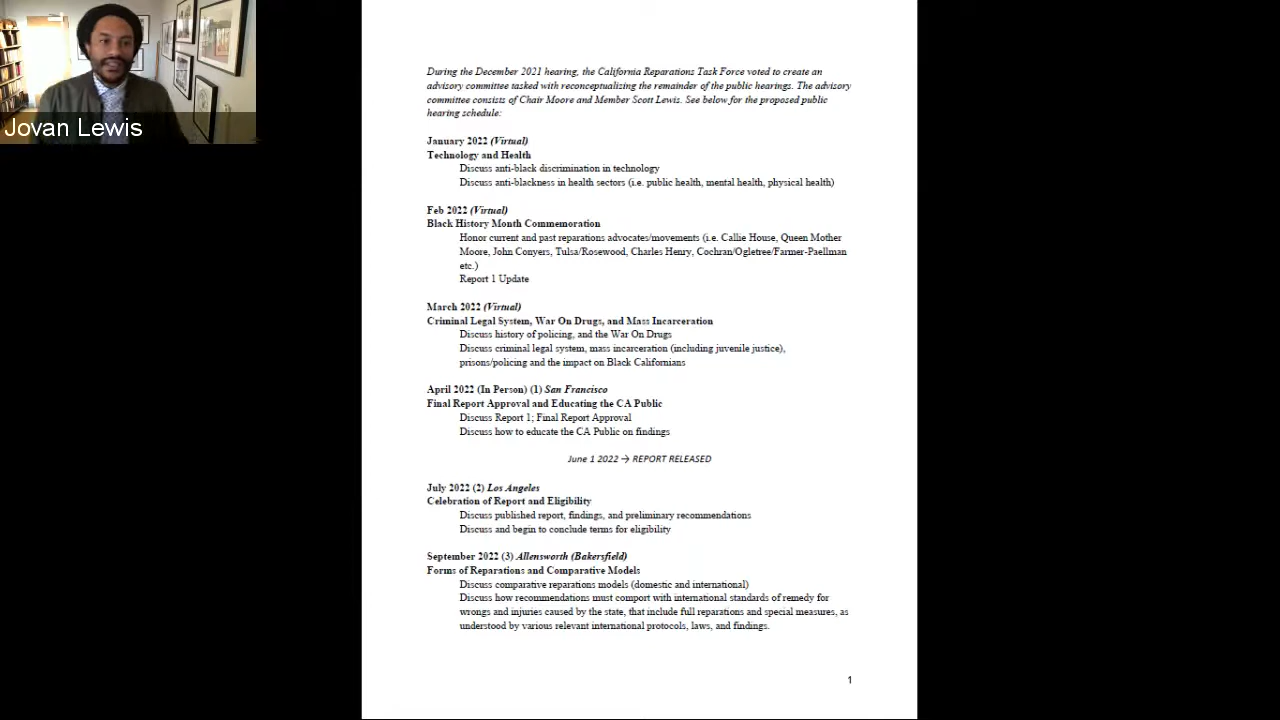 Jovan Lewis
During the December 2021 hearing, the California Reparations Task Force voted to create an
advisory committee tasked with reconceptualizing the remainder of the public hearings. The advisory
committee consists of Chair Moore and Member Scott Lewis. See below for the proposed public
hearing schedule:
January 2022 (Virtual)
Technology and Health
Discuss anti-black discrimination in technology
Discuss anti-blackness in health sectors (i.e. public health, mental health, physical health)
Feb 2022 (Virtual)
Black History Month Commemoration
Honor current and past reparations advocates/movements (i.e. Callie House, Queen Mother
Moore, John Conyers, Tulsa/Rosewood, Charles Henry, Cochran/Ogletree/Farmer-Paellman
etc.)
Report 1 Update
March 2022 (Virtual)
Criminal Legal System, War On Drugs, and Mass Incarceration
Discuss history of policing, and the War On Drugs
Discuss criminal legal system, mass incarceration (including juvenile justice),
prisons/policing and the impact on Black Californians
April 2022 (In Person) (1) San Francisco
Final Report Approval and Educating the CA Public
Discuss Report 1; Final Report Approval
Discuss how to educate the CA Public on findings
June 1 2022 → REPORT RELEASED
July 2022 (2) Los Angeles
Celebration of Report and Eligibility
Discuss published report, findings, and preliminary recommendations
Discuss and begin to conclude terms for eligibility
September 2022 (3) Allensworth (Bakersfield)
Forms of Reparations and Comparative Models
Discuss comparative reparations models (domestic and international)
Discuss how recommendations must comport with international standards of remedy for
wrongs and injuries caused by the state, that include full reparations and special measures, as
understood by various relevant international protocols, laws, and findings.
1